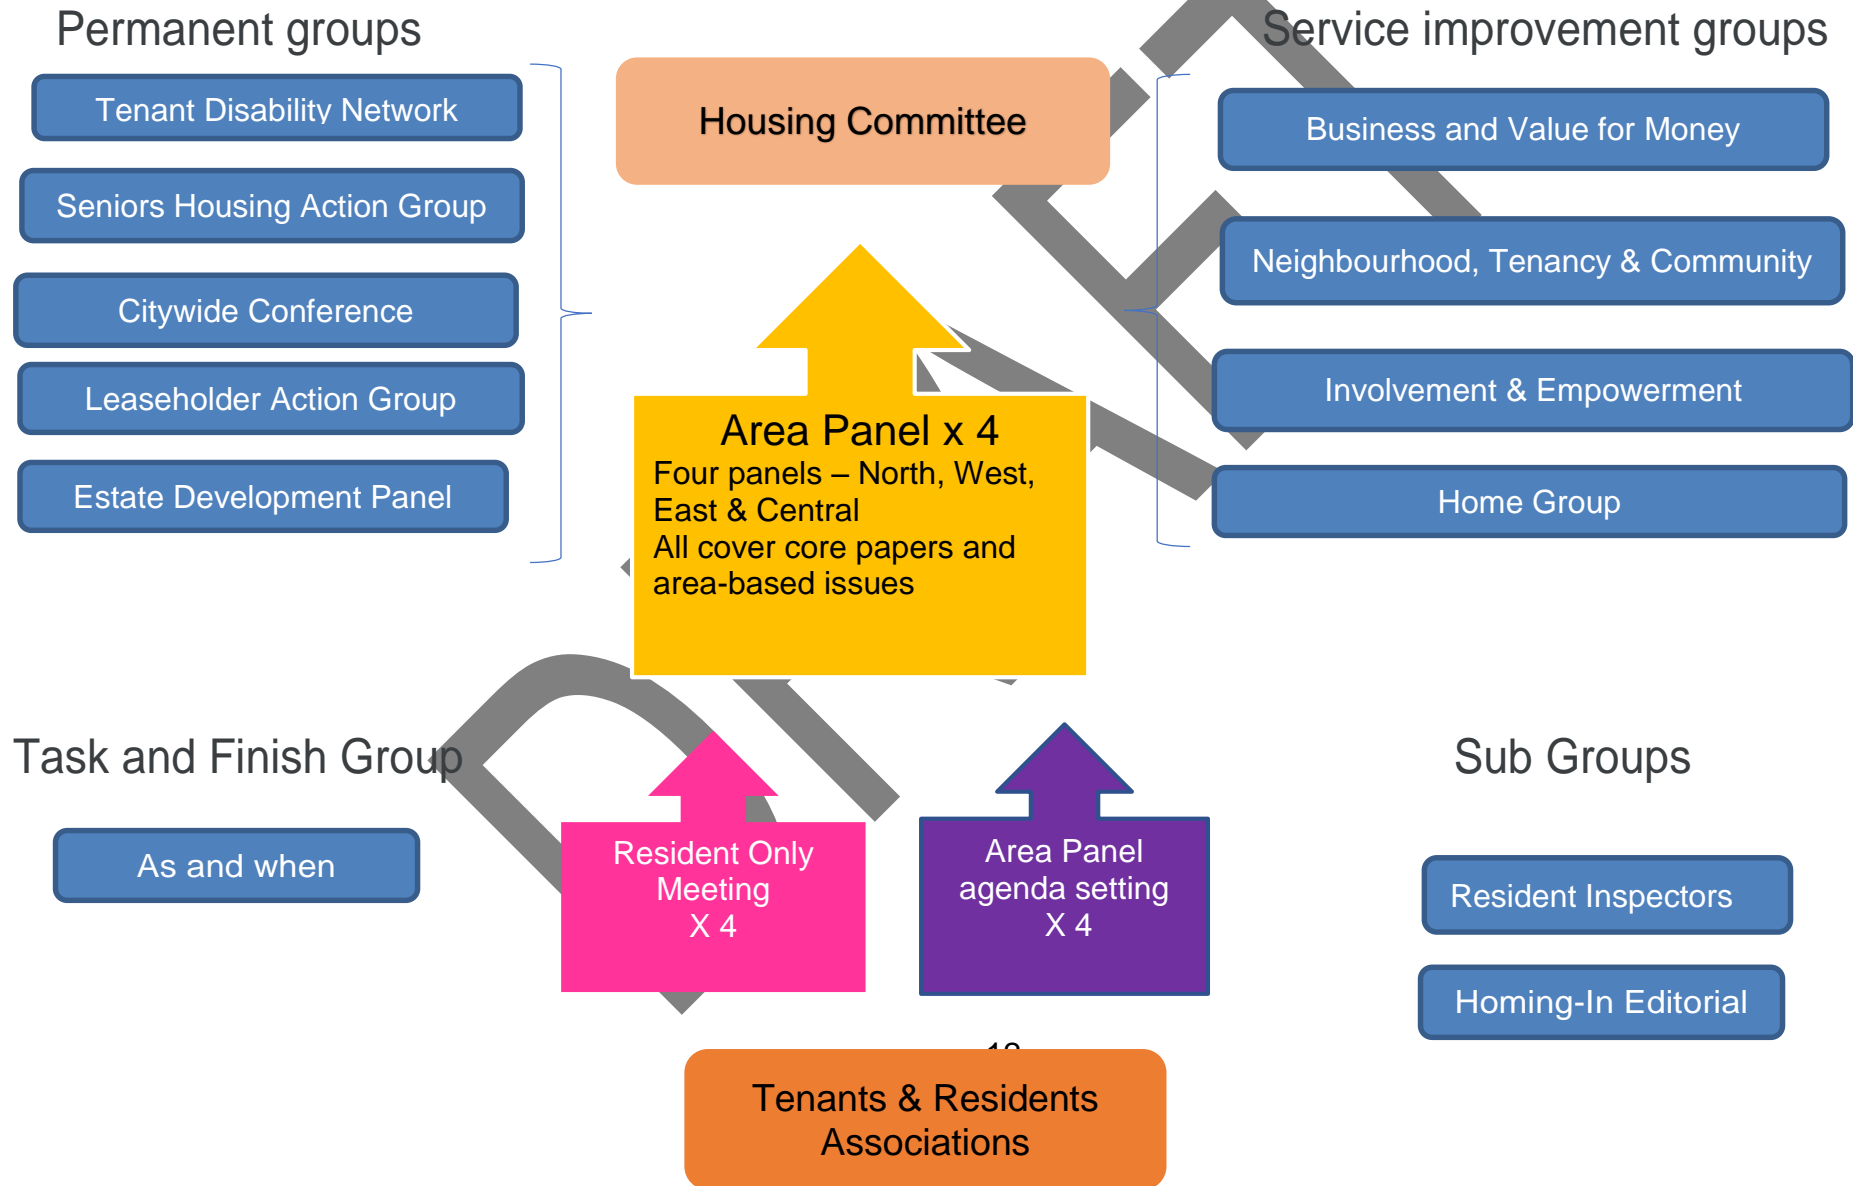 Permanent groups
Tenant Disability Network
Seniors Housing Action Group
Citywide Conference
Leaseholder Action Group
Estate Development Panel
Housing Committee
Service improvement groups
Business and Value for Money
Neighbourhood, Tenancy & Community
Involvement & Empowerment
Home Group
Area Panel x 4
Four panels – North, West,
East & Central
All cover core papers and
area-based issues
Task and Finish Group
As and when
Resident Only
Meeting
X 4
Area Panel
agenda setting
X 4
Sub Groups
Resident Inspectors
Homing-In Editorial
Tenants & Residents
Associations